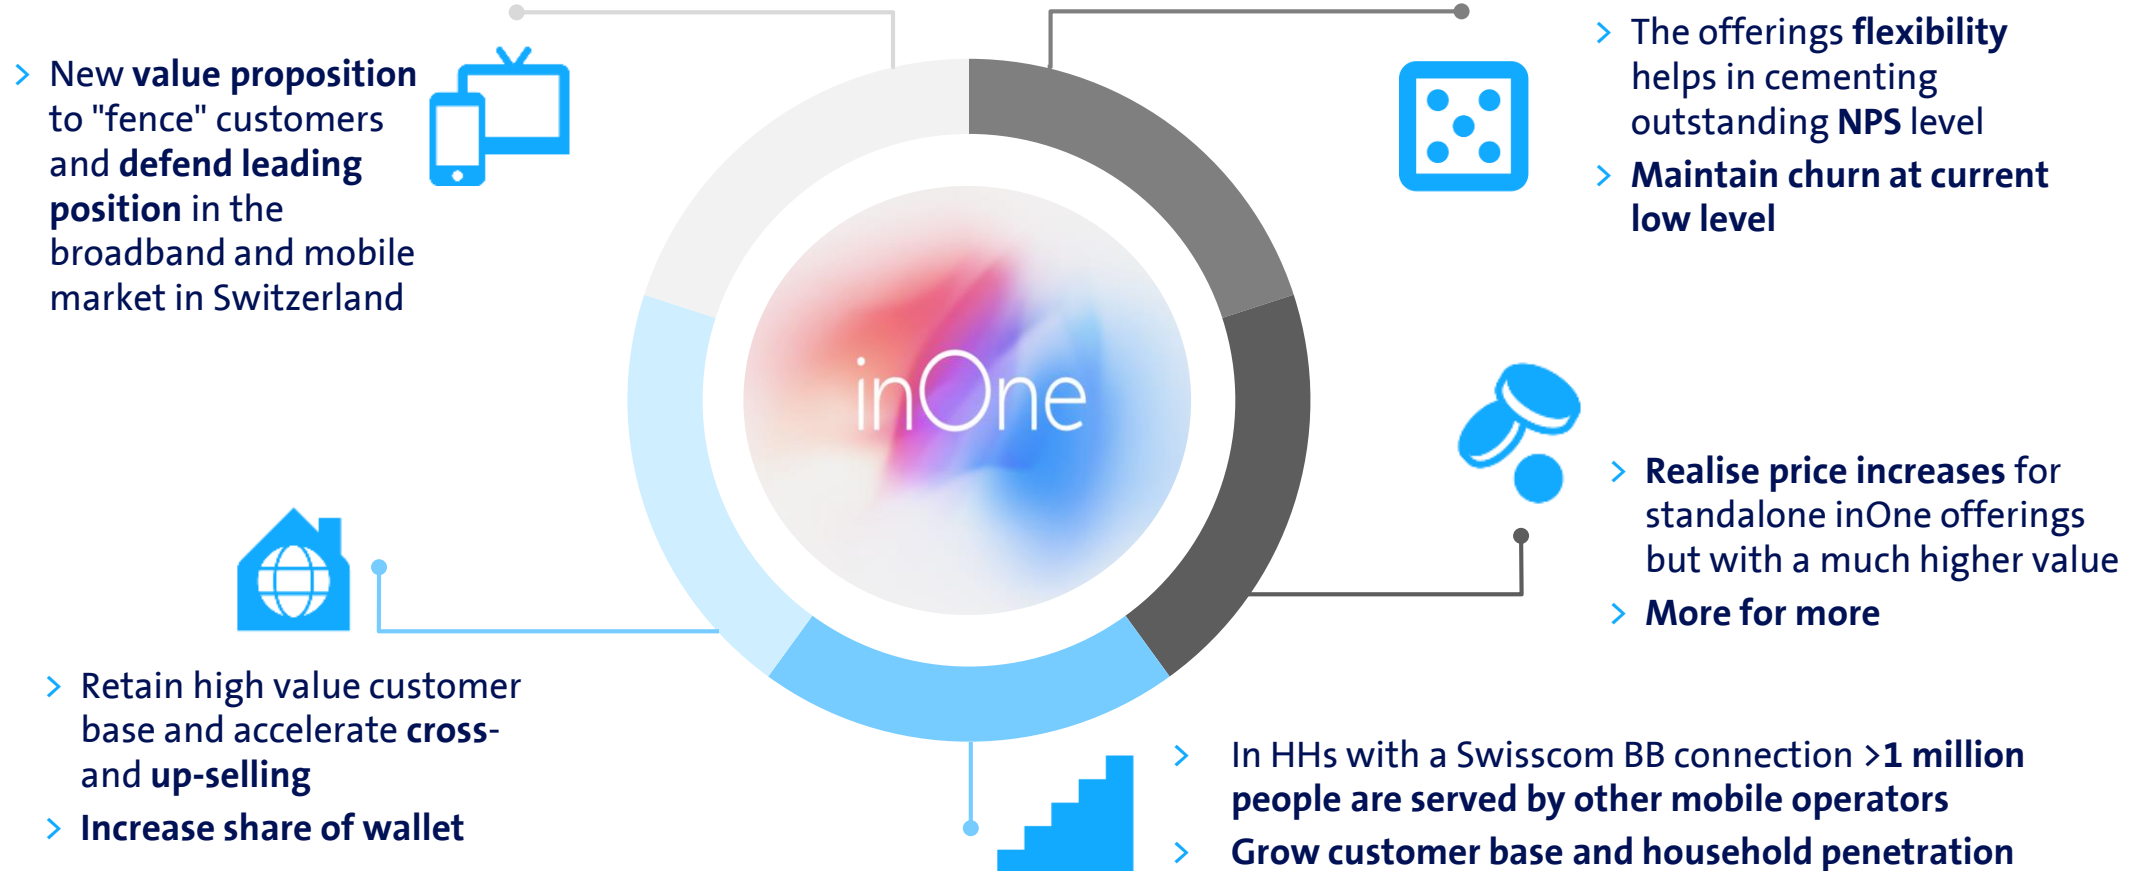 > New value proposition
to "fence" customers
and defend leading
position in the
broadband and mobile
market in Switzerland
> The offerings flexibility
helps in cementing
outstanding NPS level
> Maintain churn at current
low level
inOne
> Realise price increases for
standalone inOne offerings
but with a much higher value
> More for more
> Retain high value customer
base and accelerate cross-
and up-selling
> Increase share of wallet
> In HHs with a Swisscom BB connection >1 million
people are served by other mobile operators
> Grow customer base and household penetration